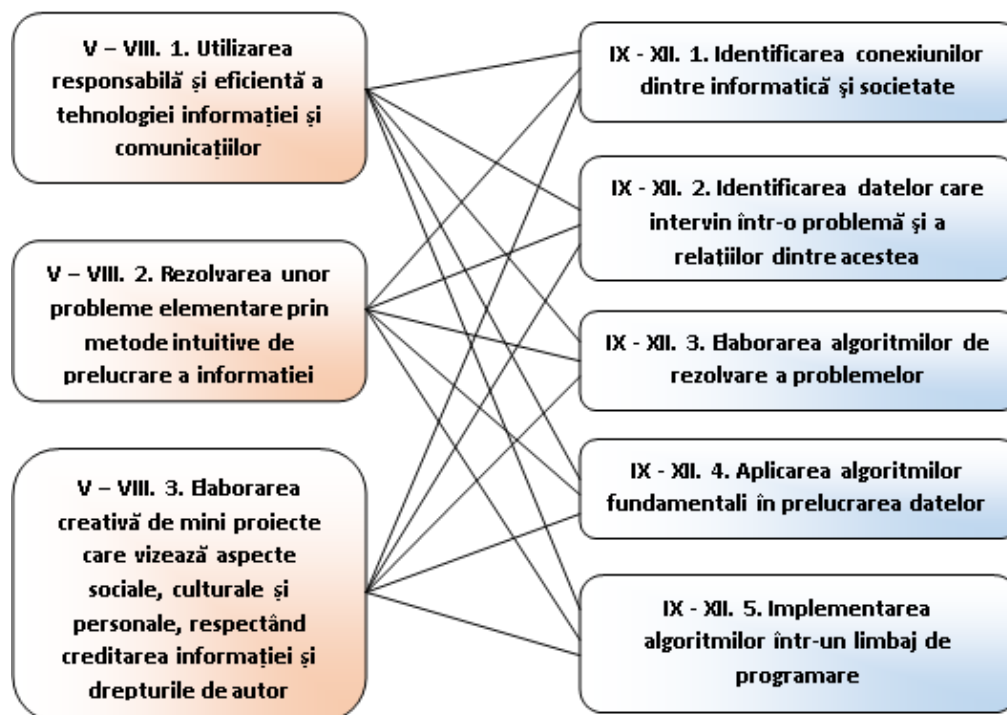 V – VIII. 1. Utilizarea
responsabilă și eficientă a
tehnologiei informației și
comunicațiilor
V – VIII. 2. Rezolvarea unor
probleme elementare prin
metode intuitive de
prelucrare a informatiei
V – VIII. 3. Elaborarea
creativă de mini proiecte
care vizează aspecte
sociale, culturale și
personale, respectând
creditarea informației și
drepturile de autor
IX - XII. 1. Identificarea conexiunilor
dintre informatică şi societate
IX - XII. 2. Identificarea datelor care
intervin într-o problemă şi a
relațiilor dintre acestea
IX - XII. 3. Elaborarea algoritmilor de
rezolvare a problemelor
IX - XII. 4. Aplicarea algoritmilor
fundamentali în prelucrarea datelor
IX - XII. 5. Implementarea
algoritmilor într-un limbaj de
programare